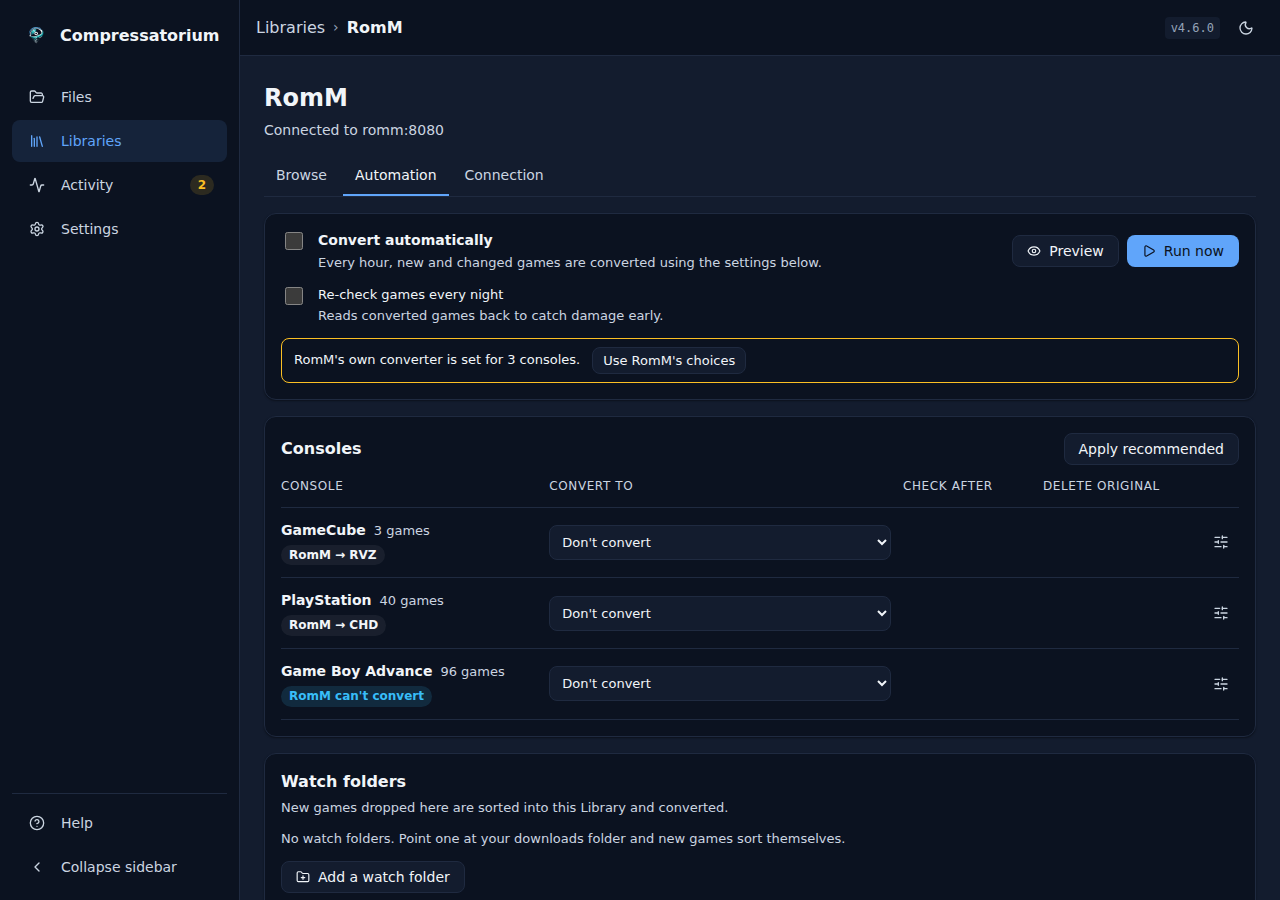 Compressatorium
Libraries › RomM
v4.6.0
Files
Libraries
Activity 2
Settings
Help
Collapse sidebar
RomM
Connected to romm:8080
Browse Automation Connection
Convert automatically
Every hour, new and changed games are converted using the settings below.
Preview Run now
Re-check games every night
Reads converted games back to catch damage early.
RomM's own converter is set for 3 consoles. Use RomM's choices
Consoles Apply recommended
CONSOLE CONVERT TO CHECK AFTER DELETE ORIGINAL
GameCube 3 games
RomM → RVZ
Don't convert
PlayStation 40 games
RomM → CHD
Don't convert
Game Boy Advance 96 games
RomM can't convert
Don't convert
Watch folders
New games dropped here are sorted into this Library and converted.
No watch folders. Point one at your downloads folder and new games sort themselves.
Add a watch folder